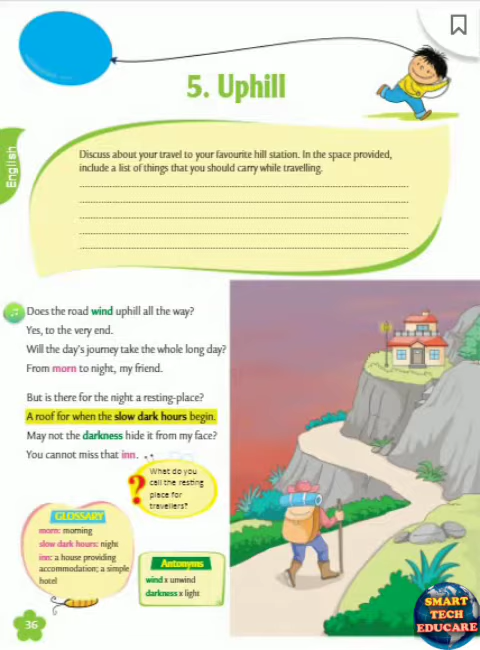 5. Uphill
English
Discuss about your travel to your favourite hill station. In the space provided,
include a list of things that you should carry while travelling.
Does the road wind uphill all the way?
Yes, to the very end.
Will the day's journey take the whole long day?
From morn to night, my friend.
But is there for the night a resting-place?
A roof for when the slow dark hours begin.
May not the darkness hide it from my face?
You cannot miss that inn.
What do you
call the resting
place for
travellers?
?
GLOSSARY
morn: morning
slow dark hours: night
inn: a house providing
accommodation; a simple
hotel
Antonyms
wind x unwind
darkness x light
36
SMART
TECH
EDUCARE